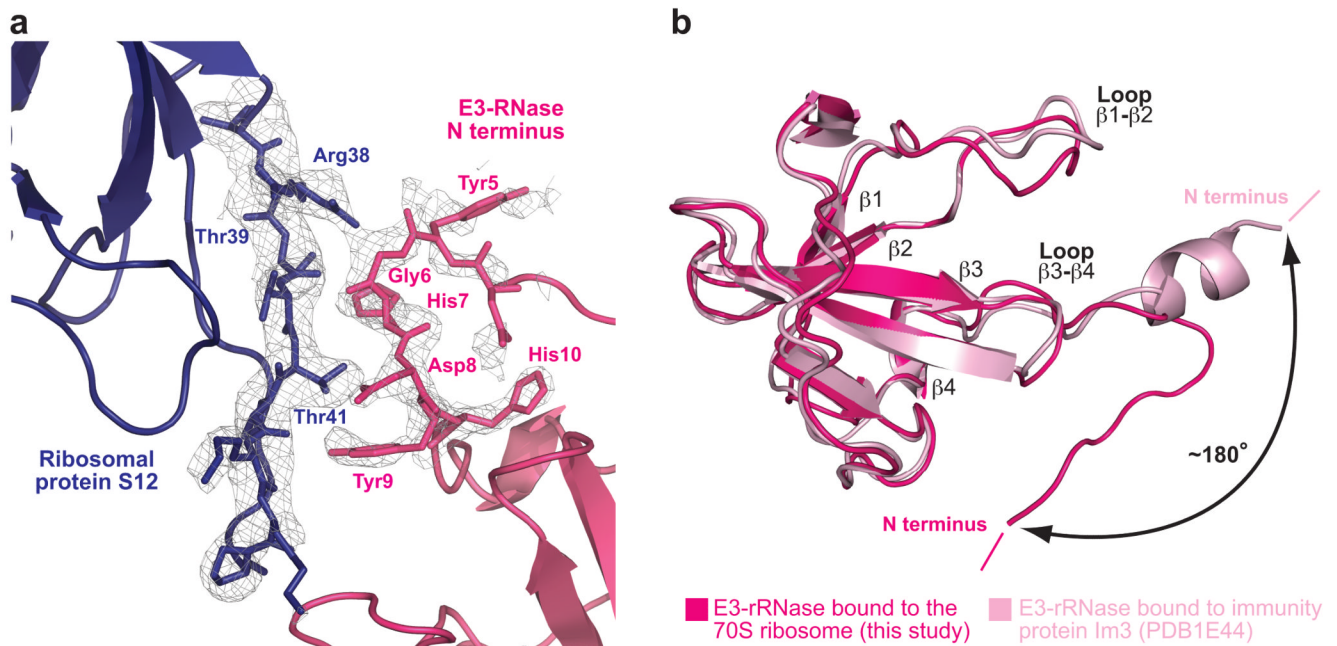 a
E3-RNase
N terminus
Arg38
Tyr5
Thr39
Gly6
His7
Asp8
His10
Thr41
Tyr9
Ribosomal
protein S12
b
Loop
β1-β2
N terminus
β1
β2
Loop
β3-β4
β3
β4
~180°
N terminus
E3-rRNase bound to the
70S ribosome (this study)
E3-rRNase bound to immunity
protein Im3 (PDB1E44)